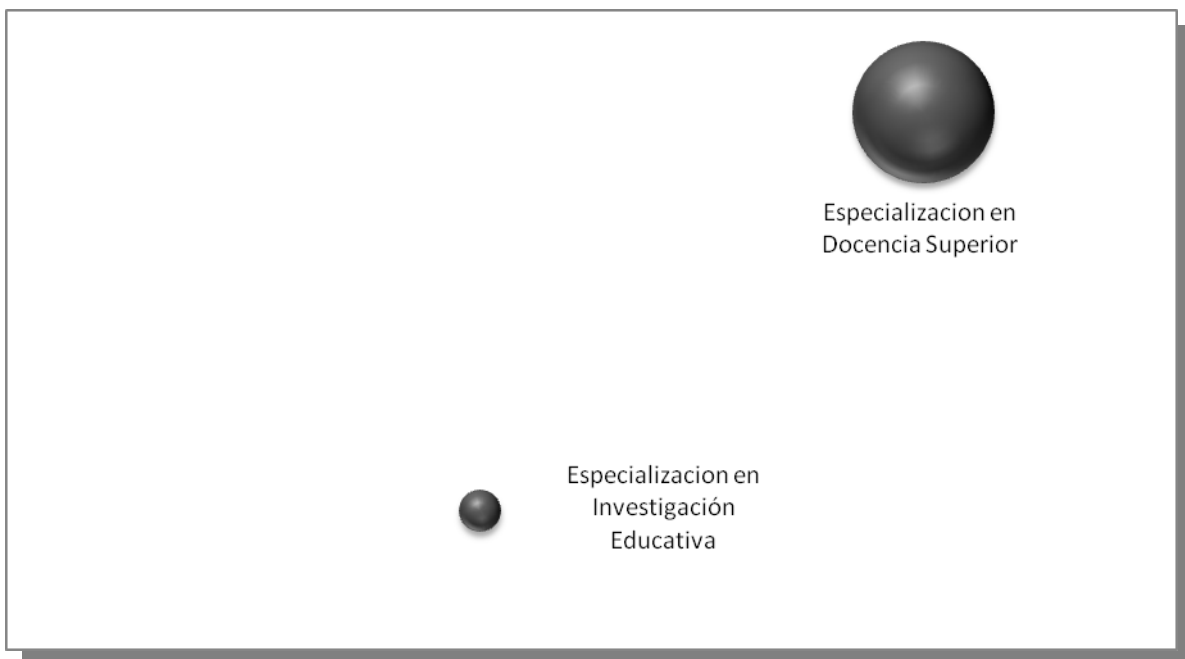 Especializacion en
Docencia Superior
Especializacion en
Investigación
Educativa